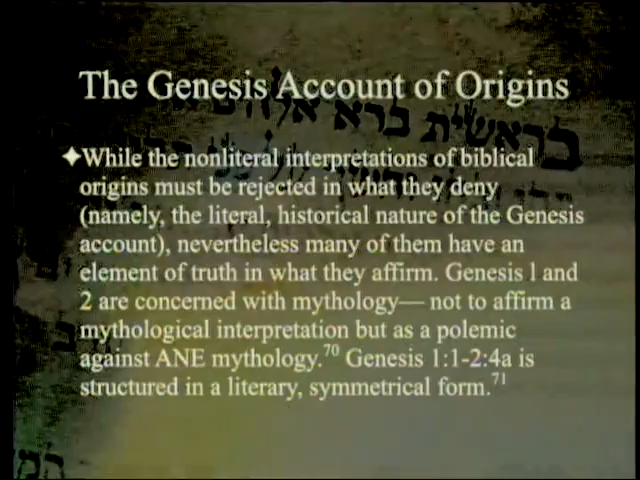 The Genesis Account of Origins
בראשית ברא אלהים
✦While the nonliteral interpretations of biblical
origins must be rejected in what they deny
(namely, the literal, historical nature of the Genesis
account), nevertheless many of them have an
element of truth in what they affirm. Genesis 1 and
2 are concerned with mythology— not to affirm a
mythological interpretation but as a polemic
against ANE mythology.70 Genesis 1:1-2:4a is
structured in a literary, symmetrical form.71